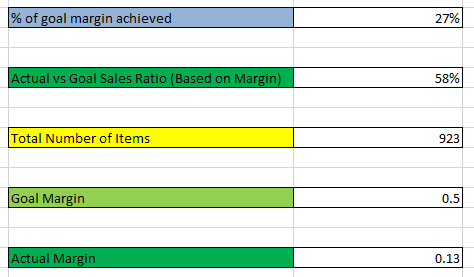 % of goal margin achieved 27%
Actual vs Goal Sales Ratio (Based on Margin) 58%
Total Number of Items 923
Goal Margin 0.5
Actual Margin 0.13